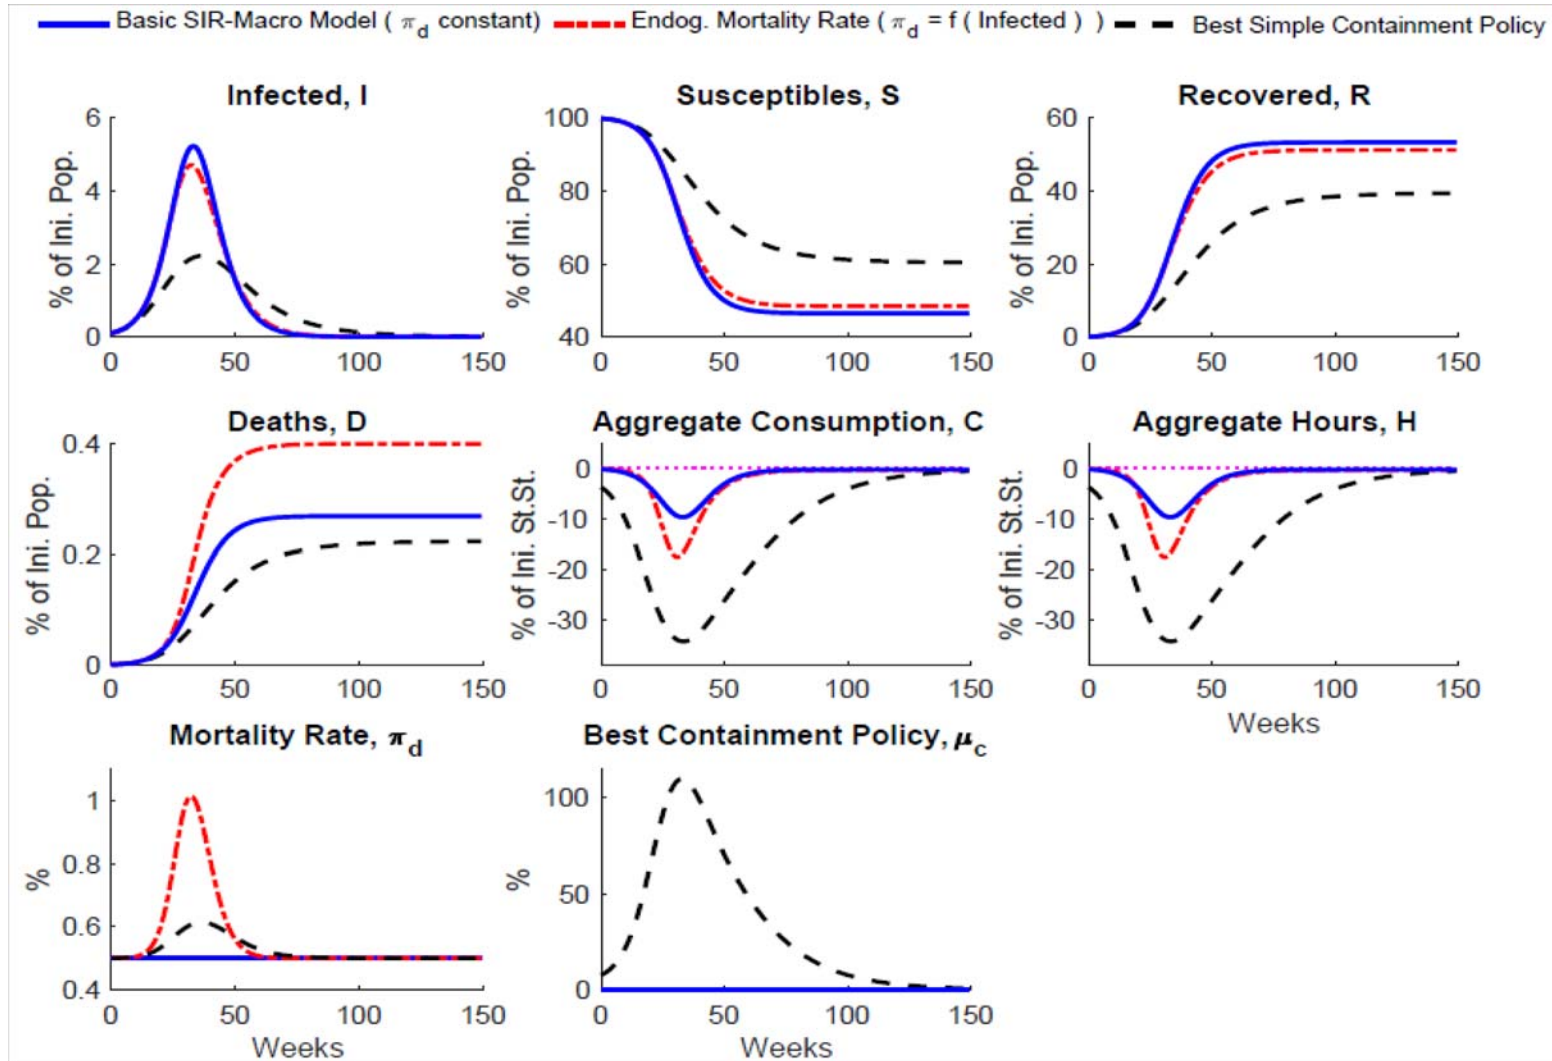 Basic SIR-Macro Model ( π_d constant) Endog. Mortality Rate ( π_d = f ( Infected ) ) Best Simple Containment Policy
Infected, I
% of Ini. Pop.
6
4
2
0
0 50 100 150
Susceptibles, S
% of Ini. Pop.
100
80
60
40
0 50 100 150
Recovered, R
% of Ini. Pop.
60
40
20
0
0 50 100 150
Deaths, D
% of Ini. Pop.
0.4
0.2
0
0 50 100 150
Aggregate Consumption, C
% of Ini. St.St.
0
-10
-20
-30
0 50 100 150
Aggregate Hours, H
% of Ini. St.St.
0
-10
-20
-30
0 50 100 150
Weeks
Mortality Rate, π_d
%
1
0.8
0.6
0.4
0 50 100 150
Weeks
Best Containment Policy, μ_c
%
100
50
0
0 50 100 150
Weeks